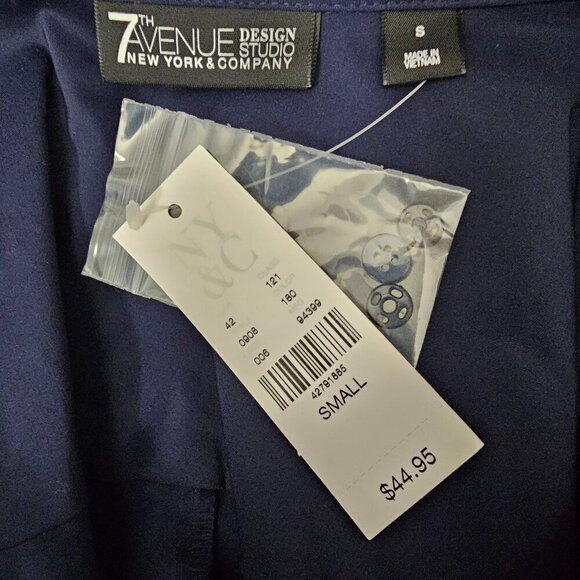 7TH AVENUE DESIGN STUDIO
NEW YORK & COMPANY
S
MADE IN
VIETNAM
NY
&C
42 121
0908 180
006 94399
42791885
SMALL
$44.95